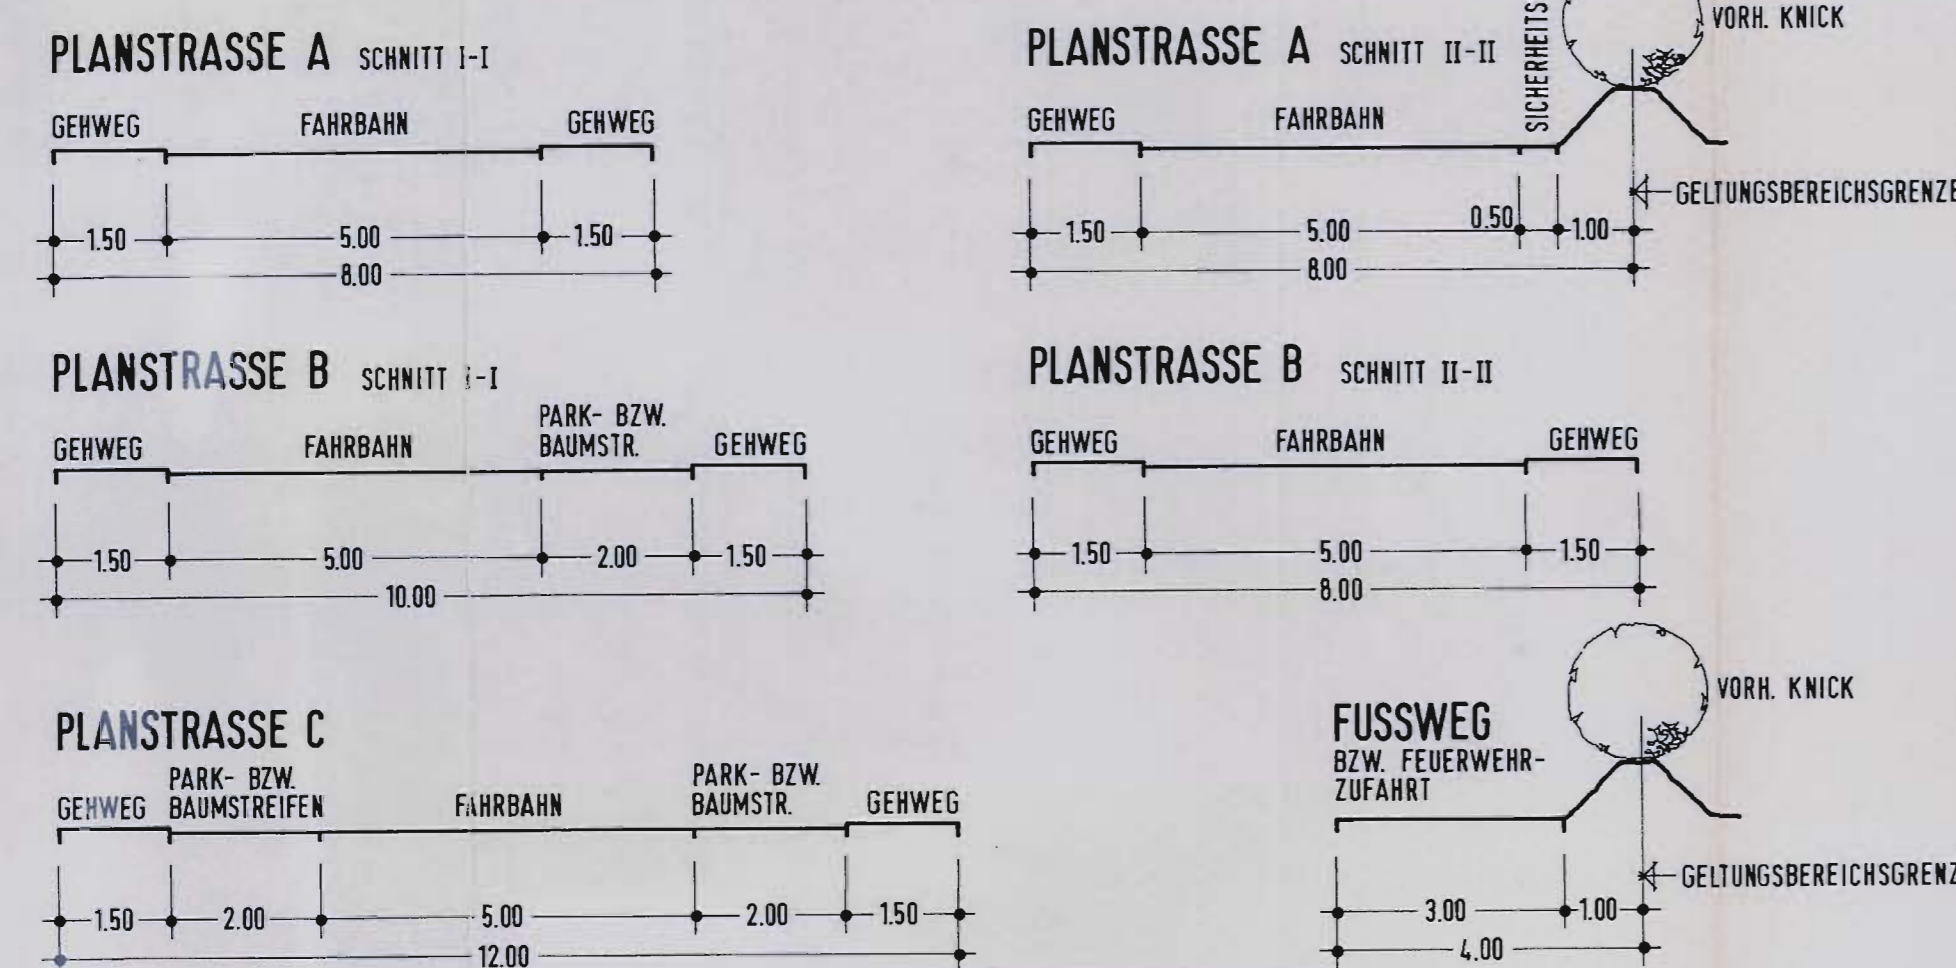 PLANSTRASSE A SCHNITT I-I
GEHWEG FAHRBAHN GEHWEG
1.50 5.00 1.50
8.00
PLANSTRASSE A SCHNITT II-II
SICHERHEITS
VORH. KNICK
GEHWEG FAHRBAHN
GELTUNGSBEREICHSGRENZE
1.50 5.00 0.50 1.00
8.00
PLANSTRASSE B SCHNITT I-I
GEHWEG FAHRBAHN PARK- BZW. BAUMSTR. GEHWEG
1.50 5.00 2.00 1.50
10.00
PLANSTRASSE B SCHNITT II-II
GEHWEG FAHRBAHN GEHWEG
1.50 5.00 1.50
8.00
PLANSTRASSE C
PARK- BZW. PARK- BZW.
GEHWEG BAUMSTREIFEN FAHRBAHN BAUMSTR. GEHWEG
1.50 2.00 5.00 2.00 1.50
12.00
VORH. KNICK
FUSSWEG
BZW. FEUERWEHR-
ZUFAHRT
GELTUNGSBEREICHSGRENZ
3.00 1.00
4.00